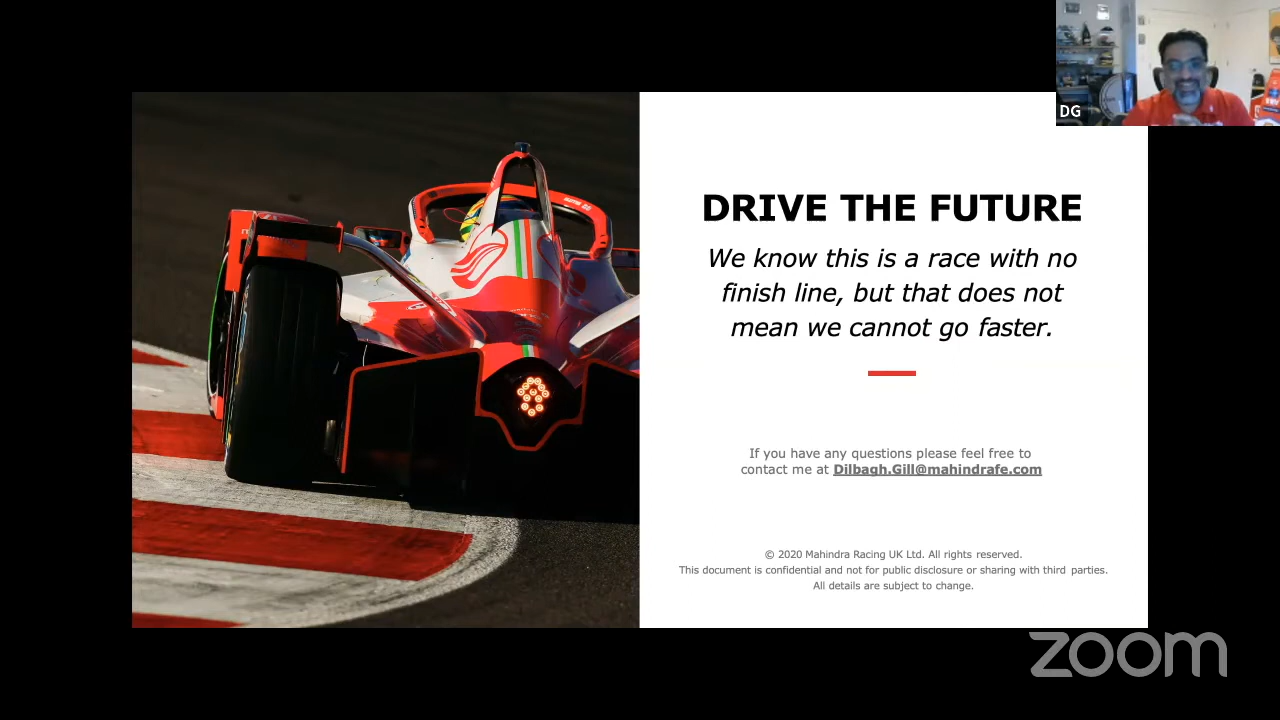 DG
DRIVE THE FUTURE
We know this is a race with no
finish line, but that does not
mean we cannot go faster.
If you have any questions please feel free to
contact me at Dilbagh.Gill@mahindrafe.com
© 2020 Mahindra Racing UK Ltd. All rights reserved.
This document is confidential and not for public disclosure or sharing with third parties.
All details are subject to change.
zoom